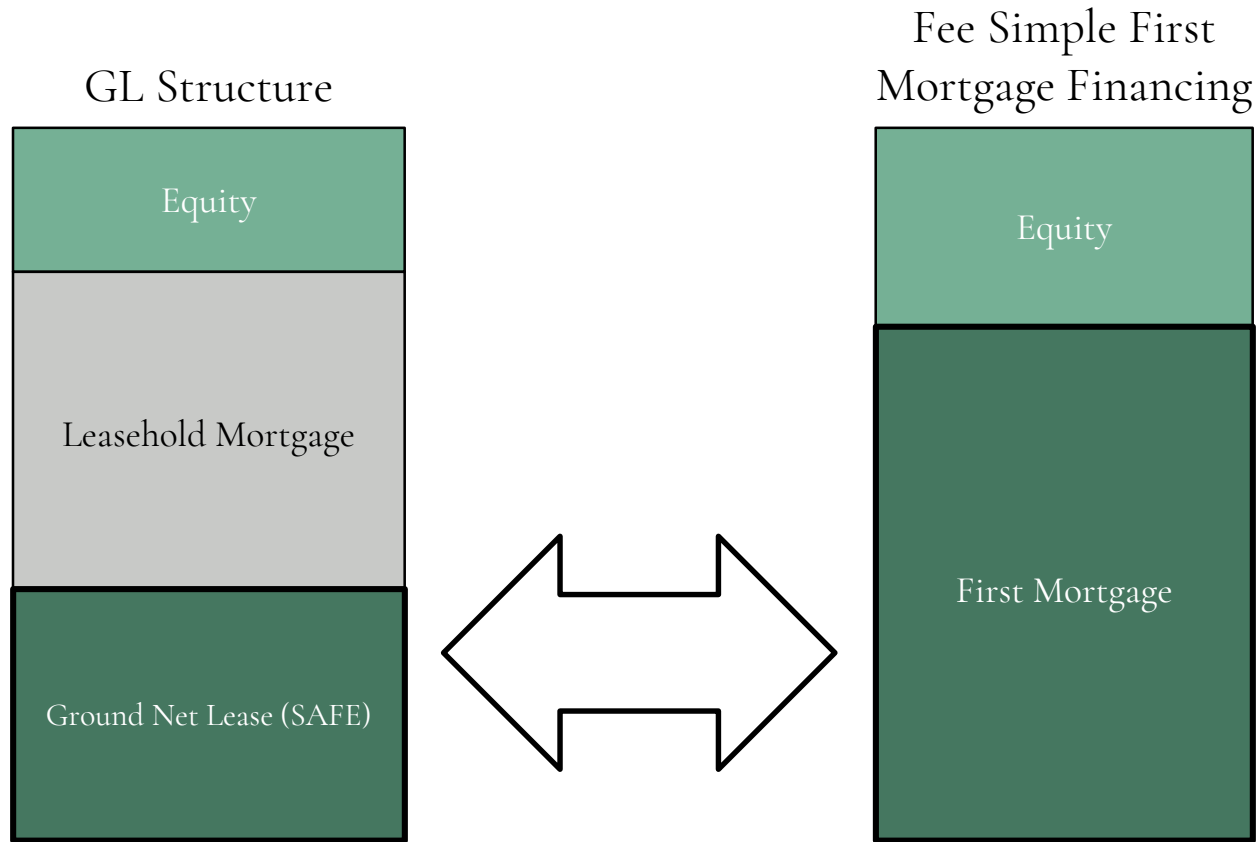 GL Structure
Equity
Leasehold Mortgage
Ground Net Lease (SAFE)
Fee Simple First
Mortgage Financing
Equity
First Mortgage